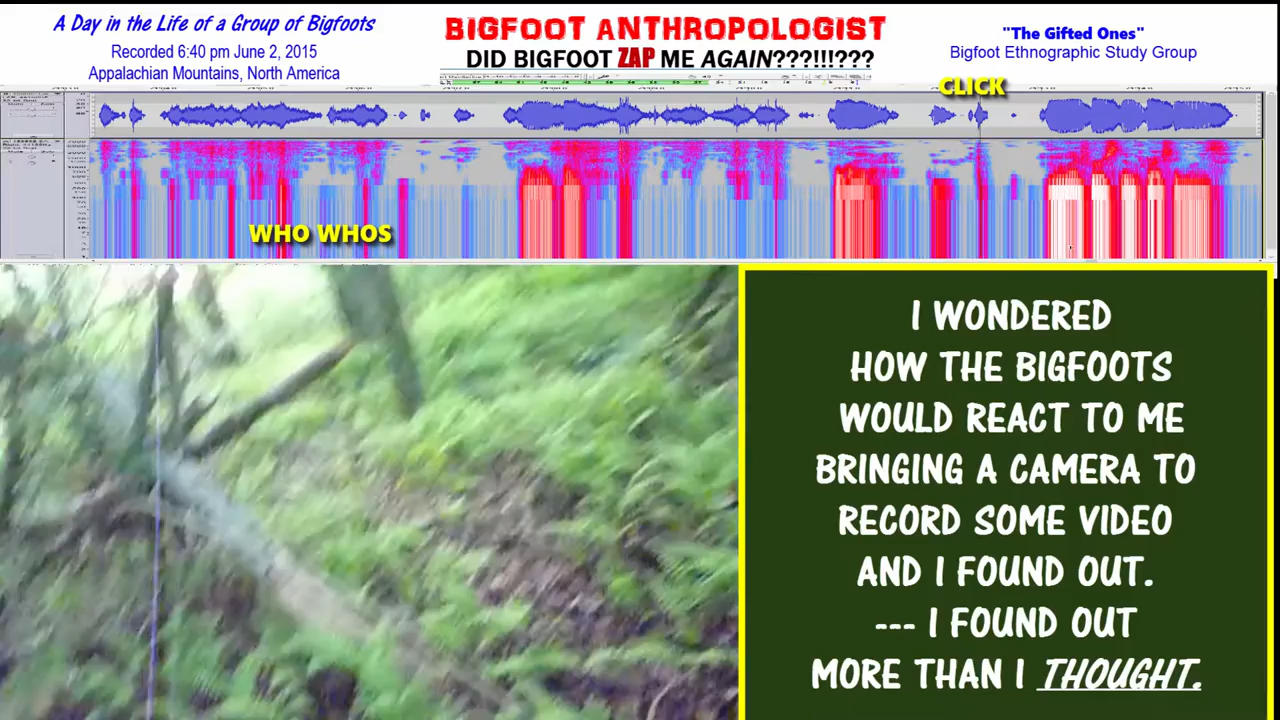 A Day in the Life of a Group of Bigfoots
Recorded 6:40 pm June 2, 2015
Appalachian Mountains, North America
BIGFOOT ANTHROPOLOGIST
DID BIGFOOT ZAP ME AGAIN???!!!???
"The Gifted Ones"
Bigfoot Ethnographic Study Group
CLICK
WHO WHOS
I WONDERED
HOW THE BIGFOOTS
WOULD REACT TO ME
BRINGING A CAMERA TO
RECORD SOME VIDEO
AND I FOUND OUT.
--- I FOUND OUT
MORE THAN I THOUGHT.